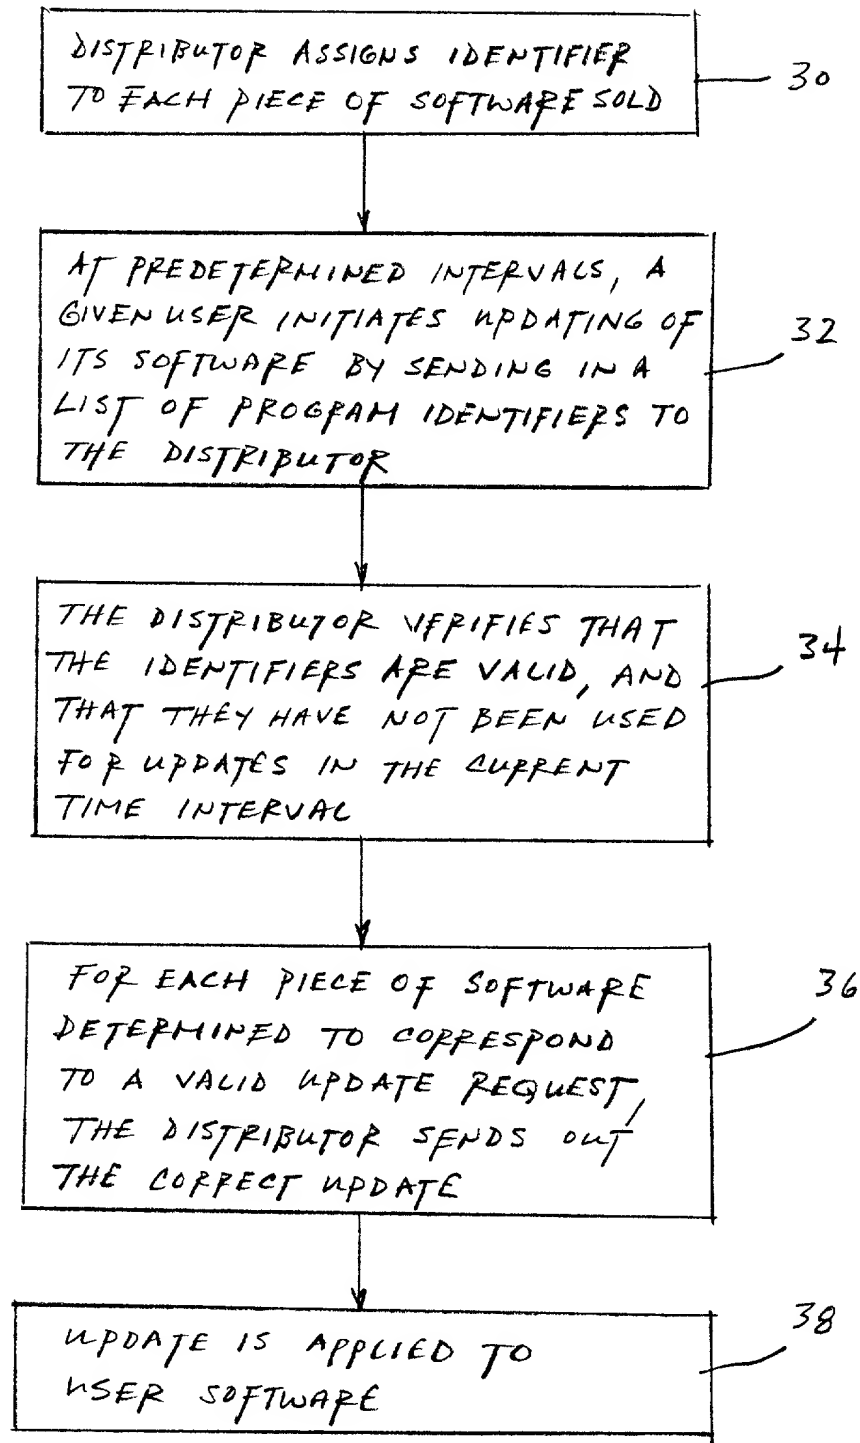 DISTRIBUTOR ASSIGNS IDENTIFIER
TO EACH PIECE OF SOFTWARE SOLD
30
AT PREDETERMINED INTERVALS, A
GIVEN USER INITIATES UPDATING OF
ITS SOFTWARE BY SENDING IN A
LIST OF PROGRAM IDENTIFIERS TO
THE DISTRIBUTOR
32
THE DISTRIBUTOR VERIFIES THAT
THE IDENTIFIERS ARE VALID, AND
THAT THEY HAVE NOT BEEN USED
FOR UPDATES IN THE CURRENT
TIME INTERVAL
34
FOR EACH PIECE OF SOFTWARE
DETERMINED TO CORRESPOND
TO A VALID UPDATE REQUEST,
THE DISTRIBUTOR SENDS OUT
THE CORRECT UPDATE
36
UPDATE IS APPLIED TO
USER SOFTWARE
38